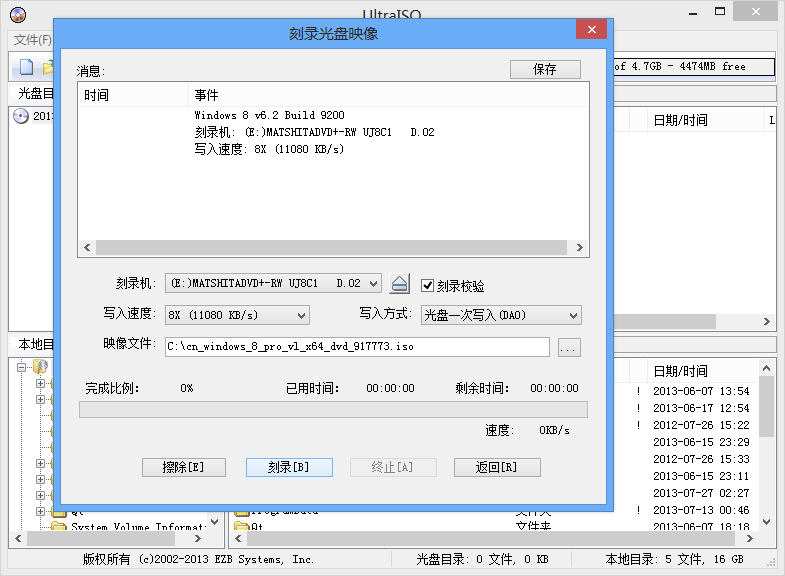 UltraISO
刻录光盘映像
文件(F)
of 4.7GB - 4474MB free
消息:
保存
光盘目
时间
事件
日期/时间
201
Windows 8 v6.2 Build 9200
刻录机: (E:)MATSHITADVD+-RW UJ8C1 D.02
写入速度: 8X (11080 KB/s)
刻录机:
(E:)MATSHITADVD+-RW UJ8C1 D.02
刻录校验
写入速度:
8X (11080 KB/s)
写入方式:
光盘一次写入(DAO)
映像文件:
C:\cn_windows_8_pro_vl_x64_dvd_917773.iso
...
本地目
日期/时间
完成比例:
0%
已用时间:
00:00:00
剩余时间:
00:00:00
! 2013-06-07 13:54
! 2013-06-17 12:54
! 2012-07-26 15:22
速度:
0KB/s
2013-06-15 23:29
2012-07-26 15:33
擦除[E]
刻录[B]
终止[A]
返回[R]
2013-06-15 23:11
2013-07-27 02:27
Qt
ProgramData
文件夹
! 2013-07-13 00:46
System Volume Informat
Qt
文件夹
2013-06-07 18:18
版权所有 (c)2002-2013 EZB Systems, Inc.
光盘目录: 0 文件, 0 KB
本地目录: 5 文件, 16 GB